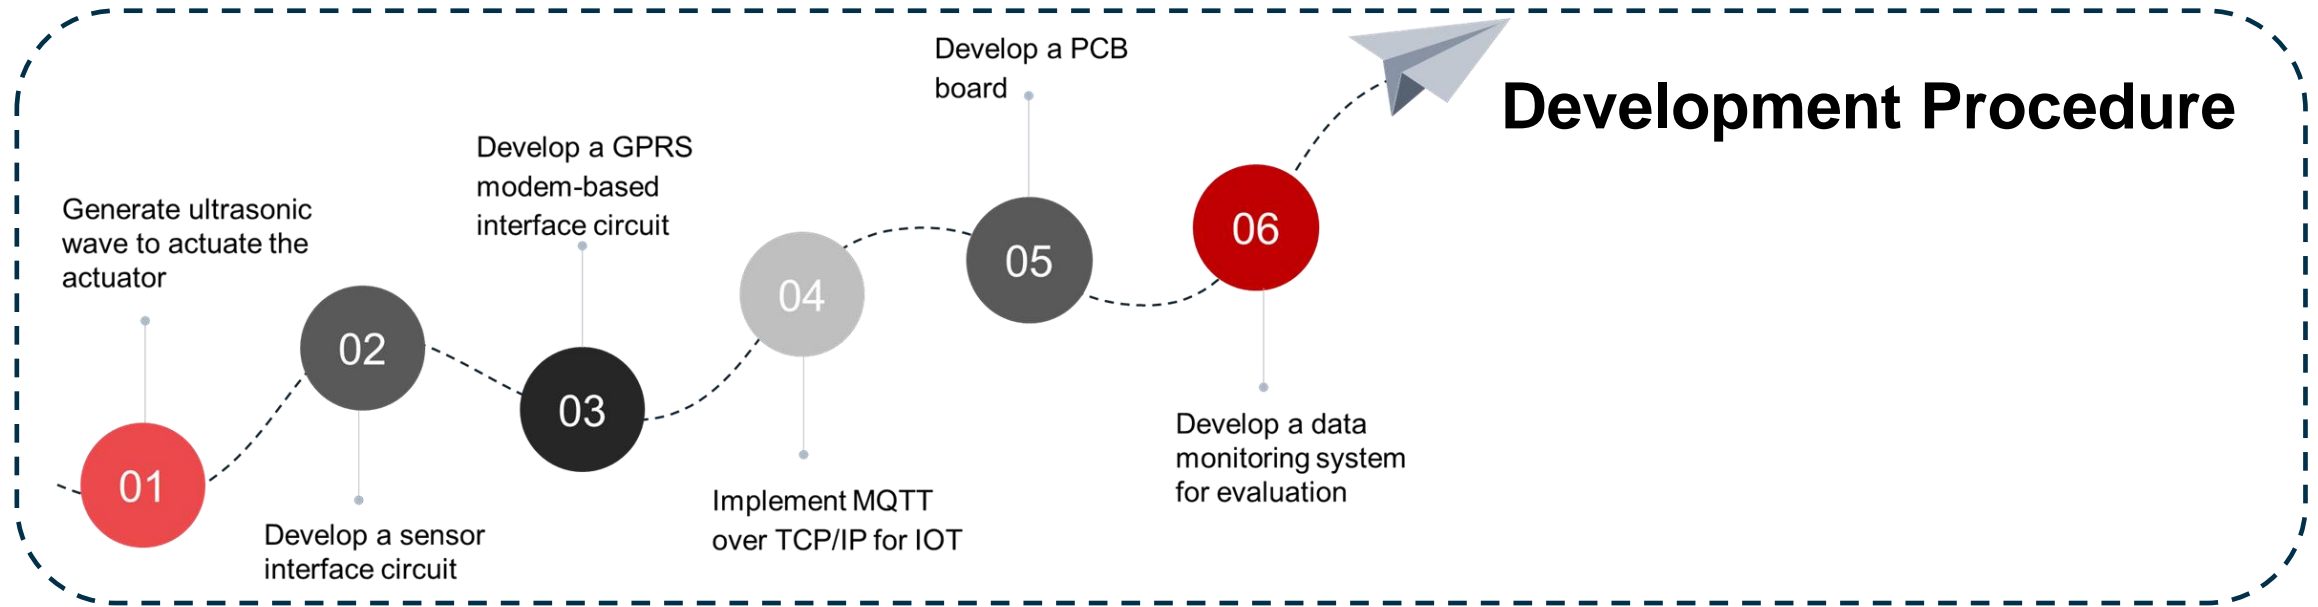 Development Procedure
01
Generate ultrasonic
wave to actuate the
actuator
02
Develop a sensor
interface circuit
03
Develop a GPRS
modem-based
interface circuit
04
Implement MQTT
over TCP/IP for IOT
05
Develop a PCB
board
06
Develop a data
monitoring system
for evaluation